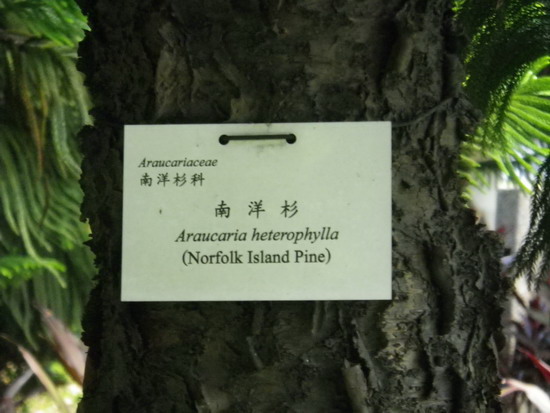 Araucariaceae
南洋杉科
南洋杉
Araucaria heterophylla
(Norfolk Island Pine)